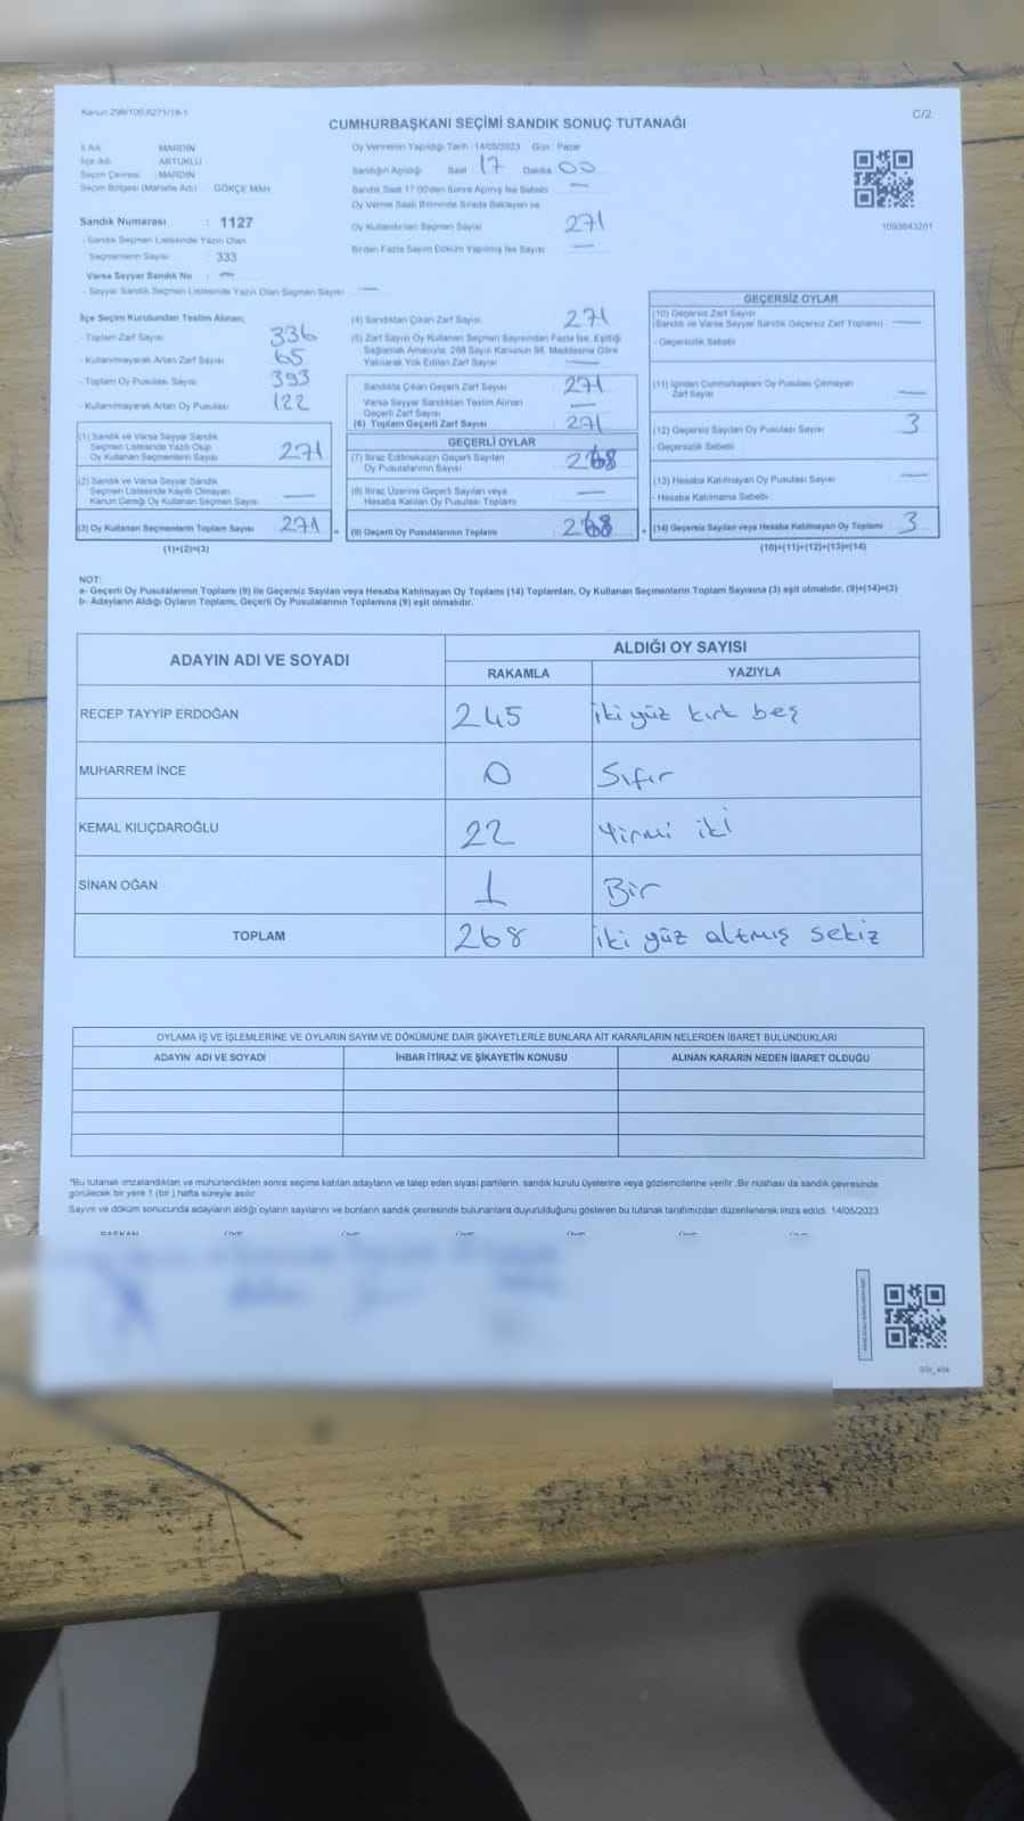 Kanun 298/105,6271/18-1
C/2
CUMHURBAŞKANI SEÇİMİ SANDIK SONUÇ TUTANAĞI
İl Adı : MARDİN
İlçe Adı : ARTUKLU
Seçim Çevresi : MARDİN
Seçim Bölgesi (Mahalle Adı) : GÖKÇE MAH
Sandık Numarası : 1127
- Sandık Seçmen Listesinde Yazılı Olan
Seçmenlerin Sayısı 333
Varsa Seyyar Sandık No : —
- Seyyar Sandık Seçmen Listesinde Yazılı Olan Seçmen Sayısı —
Oy Vermenin Yapıldığı Tarih : 14/05/2023 Gün : Pazar
Sandığın Açıldığı Saat 17 Dakika 00
Sandık Saat 17:00'den Sonra Açılmış İse Sebebi —
Oy Verme Saati Bitiminde Sırada Bekleyen ve
Oy Kullandırılan Seçmen Sayısı 271
Birden Fazla Sayım Döküm Yapılmış İse Sayısı —
1093643201
İlçe Seçim Kurulundan Teslim Alınan;
- Toplam Zarf Sayısı 336
- Kullanılmayarak Artan Zarf Sayısı 65
- Toplam Oy Pusulası Sayısı 393
- Kullanılmayarak Artan Oy Pusulası 122
(1) Sandık ve Varsa Seyyar Sandık
Seçmen Listesinde Yazılı Olup
Oy Kullanan Seçmenlerin Sayısı 271
(2) Sandık ve Varsa Seyyar Sandık
Seçmen Listesinde Kayıtlı Olmayan
Kanun Gereği Oy Kullanan Seçmen Sayısı —
(3) Oy Kullanan Seçmenlerin Toplam Sayısı 271
(1)+(2)=(3)
(4) Sandıktan Çıkan Zarf Sayısı 271
(5) Zarf Sayısı Oy Kullanan Seçmen Sayısından Fazla İse, Eşitliği
Sağlamak Amacıyla, 298 Sayılı Kanunun 98. Maddesine Göre
Yakılarak Yok Edilen Zarf Sayısı —
Sandıkta Çıkan Geçerli Zarf Sayısı 271
Varsa Seyyar Sandıktan Teslim Alınan
Geçerli Zarf Sayısı —
(6) Toplam Geçerli Zarf Sayısı 271
GEÇERLİ OYLAR
(7) İtiraz Edilmeksizin Geçerli Sayılan
Oy Pusulalarının Sayısı 268
(8) İtiraz Üzerine Geçerli Sayılan veya
Hesaba Katılan Oy Pusulası Toplamı —
(9) Geçerli Oy Pusulalarının Toplamı 268
GEÇERSİZ OYLAR
(10) Geçersiz Zarf Sayısı
(Sandık ve Varsa Seyyar Sandık Geçersiz Zarf Toplamı) —
- Geçersizlik Sebebi
(11) İçinden Cumhurbaşkanı Oy Pusulası Çıkmayan
Zarf Sayısı —
(12) Geçersiz Sayılan Oy Pusulası Sayısı 3
- Geçersizlik Sebebi
(13) Hesaba Katılmayan Oy Pusulası Sayısı —
- Hesaba Katılmama Sebebi
(14) Geçersiz Sayılan veya Hesaba Katılmayan Oy Toplamı 3
(10)+(11)+(12)+(13)=(14)
NOT:
a- Geçerli Oy Pusulalarının Toplamı (9) ile Geçersiz Sayılan veya Hesaba Katılmayan Oy Toplamı (14) Toplamları, Oy Kullanan Seçmenlerin Toplam Sayısına (3) eşit olmalıdır. (9)+(14)=(3)
b- Adayların Aldığı Oyların Toplamı, Geçerli Oy Pusulalarının Toplamına (9) eşit olmalıdır.
ADAYIN ADI VE SOYADI ALDIĞI OY SAYISI
RAKAMLA YAZIYLA
RECEP TAYYİP ERDOĞAN 245 iki yüz kırk beş
MUHARREM İNCE 0 Sıfır
KEMAL KILIÇDAROĞLU 22 Yirmi iki
SİNAN OĞAN 1 Bir
TOPLAM 268 iki yüz altmış sekiz
OYLAMA İŞ VE İŞLEMLERİNE VE OYLARIN SAYIM VE DÖKÜMÜNE DAİR ŞİKAYETLERLE BUNLARA AİT KARARLARIN NELERDEN İBARET BULUNDUKLARI
ADAYIN ADI VE SOYADI İHBAR İTİRAZ VE ŞİKAYETİN KONUSU ALINAN KARARIN NEDEN İBARET OLDUĞU
*Bu tutanak imzalandıktan ve mühürlendikten sonra seçime katılan adayların ve talep eden siyasi partilerin, sandık kurulu üyelerine veya gözlemcilerine verilir. Bir nüshası da sandık çevresinde
görülecek bir yere 1 (bir) hafta süreyle asılır.
Sayım ve döküm sonucunda adayların aldığı oyların sayılarını ve bunların sandık çevresinde bulunanlara duyurulduğunu gösteren bu tutanak tarafımızdan düzenlenerek imza edildi. 14/05/2023
BAŞKAN Üye Üye Üye Üye Üye Üye